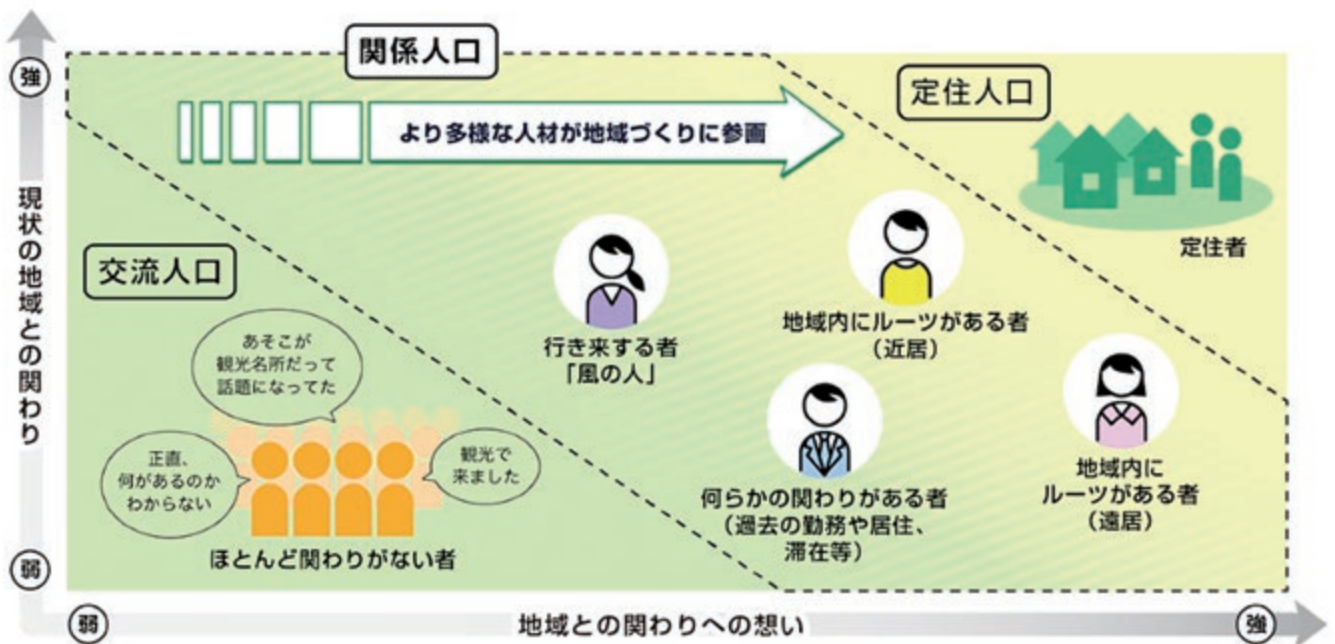 強
関係人口
定住人口
より多様な人材が地域づくりに参画
定住者
現状の地域との関わり
交流人口
行き来する者
「風の人」
地域内にルーツがある者
（近居）
あそこが
観光名所だって
話題になってた
正直、
何があるのか
わからない
観光で
来ました
ほとんど関わりがない者
何らかの関わりがある者
（過去の勤務や居住、
滞在等）
地域内に
ルーツがある者
（遠居）
弱
弱
地域との関わりへの想い
強